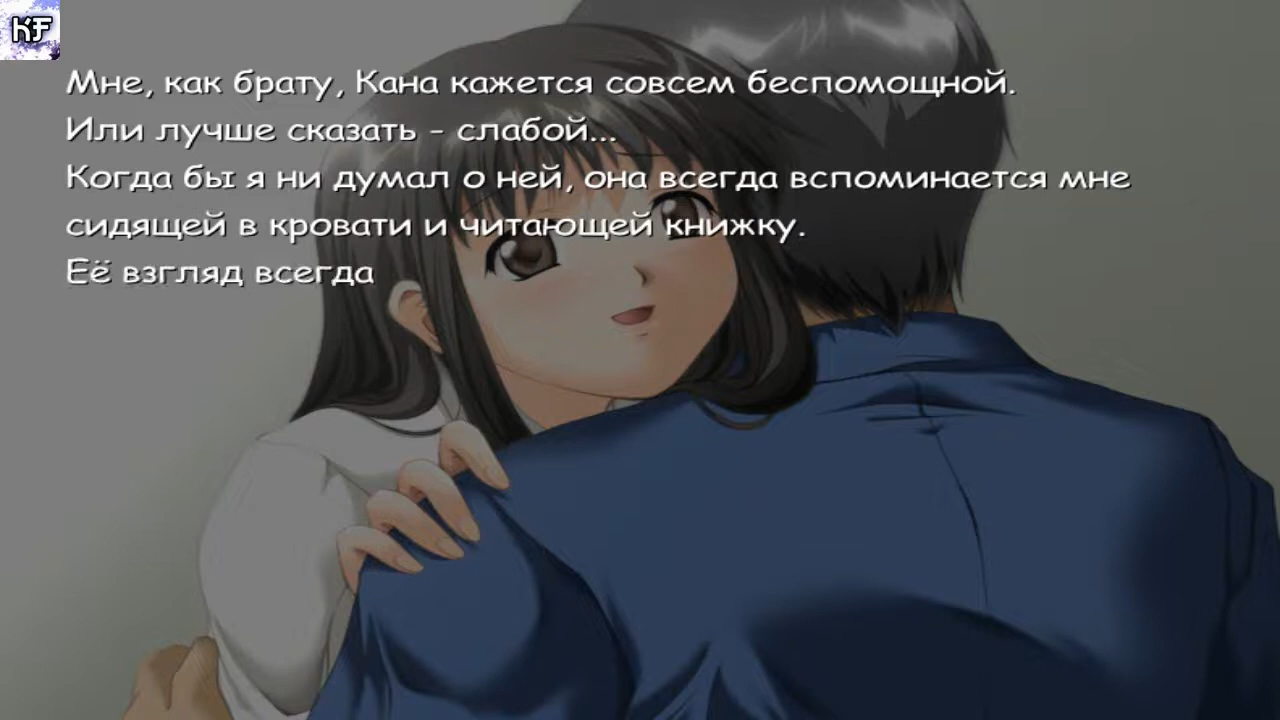 KF
Мне, как брату, Кана кажется совсем беспомощной.
Или лучше сказать - слабой...
Когда бы я ни думал о ней, она всегда вспоминается мне
сидящей в кровати и читающей книжку.
Её взгляд всегда